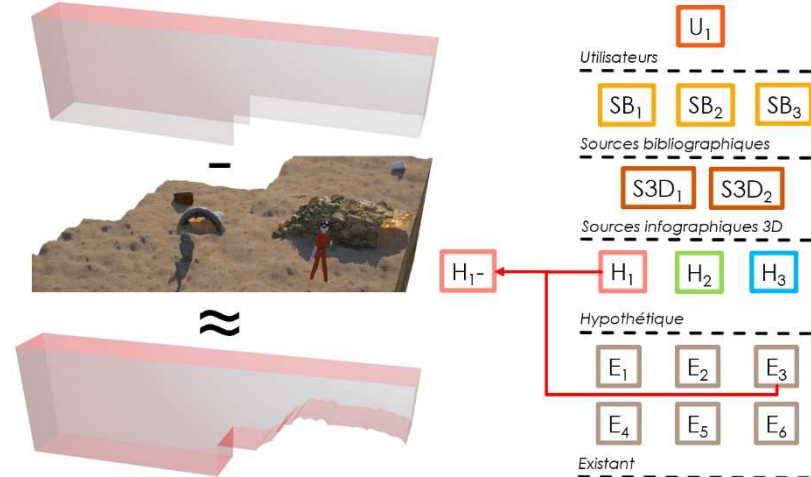 U₁
Utilisateurs
SB₁ SB₂ SB₃
Sources bibliographiques
−
S3D₁ S3D₂
Sources infographiques 3D
H₁- H₁ H₂ H₃
≈
Hypothétique
E₁ E₂ E₃
E₄ E₅ E₆
Existant